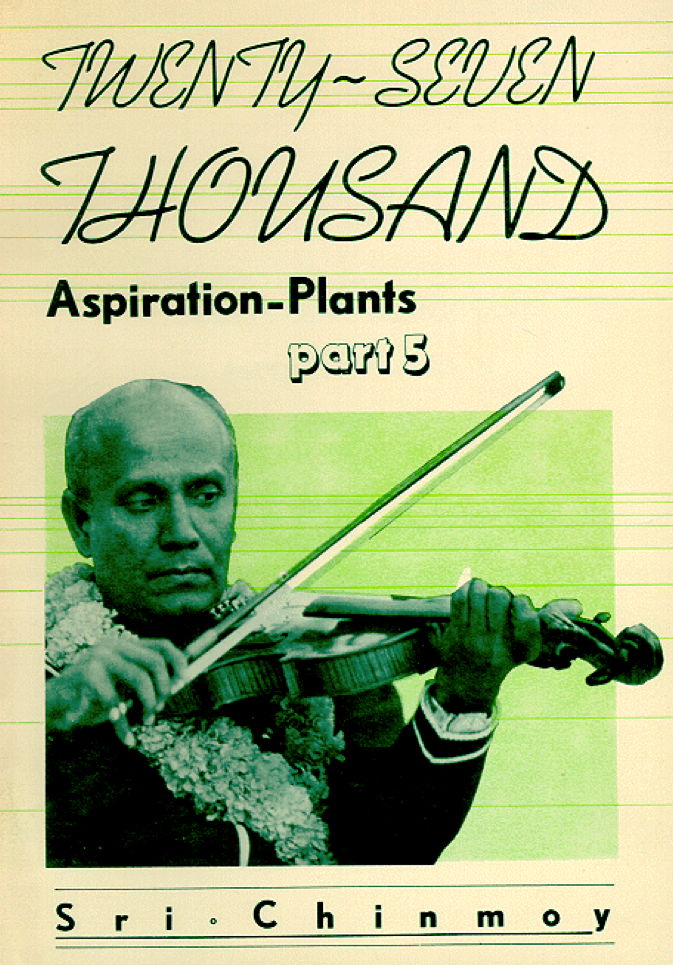 TWENTY~SEVEN
THOUSAND
Aspiration-Plants
part 5
Sri Chinmoy